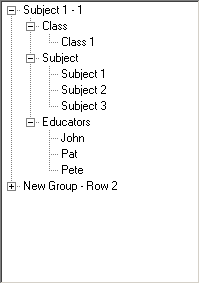 Subject 1 - 1
Class
Class 1
Subject
Subject 1
Subject 2
Subject 3
Educators
John
Pat
Pete
New Group - Row 2